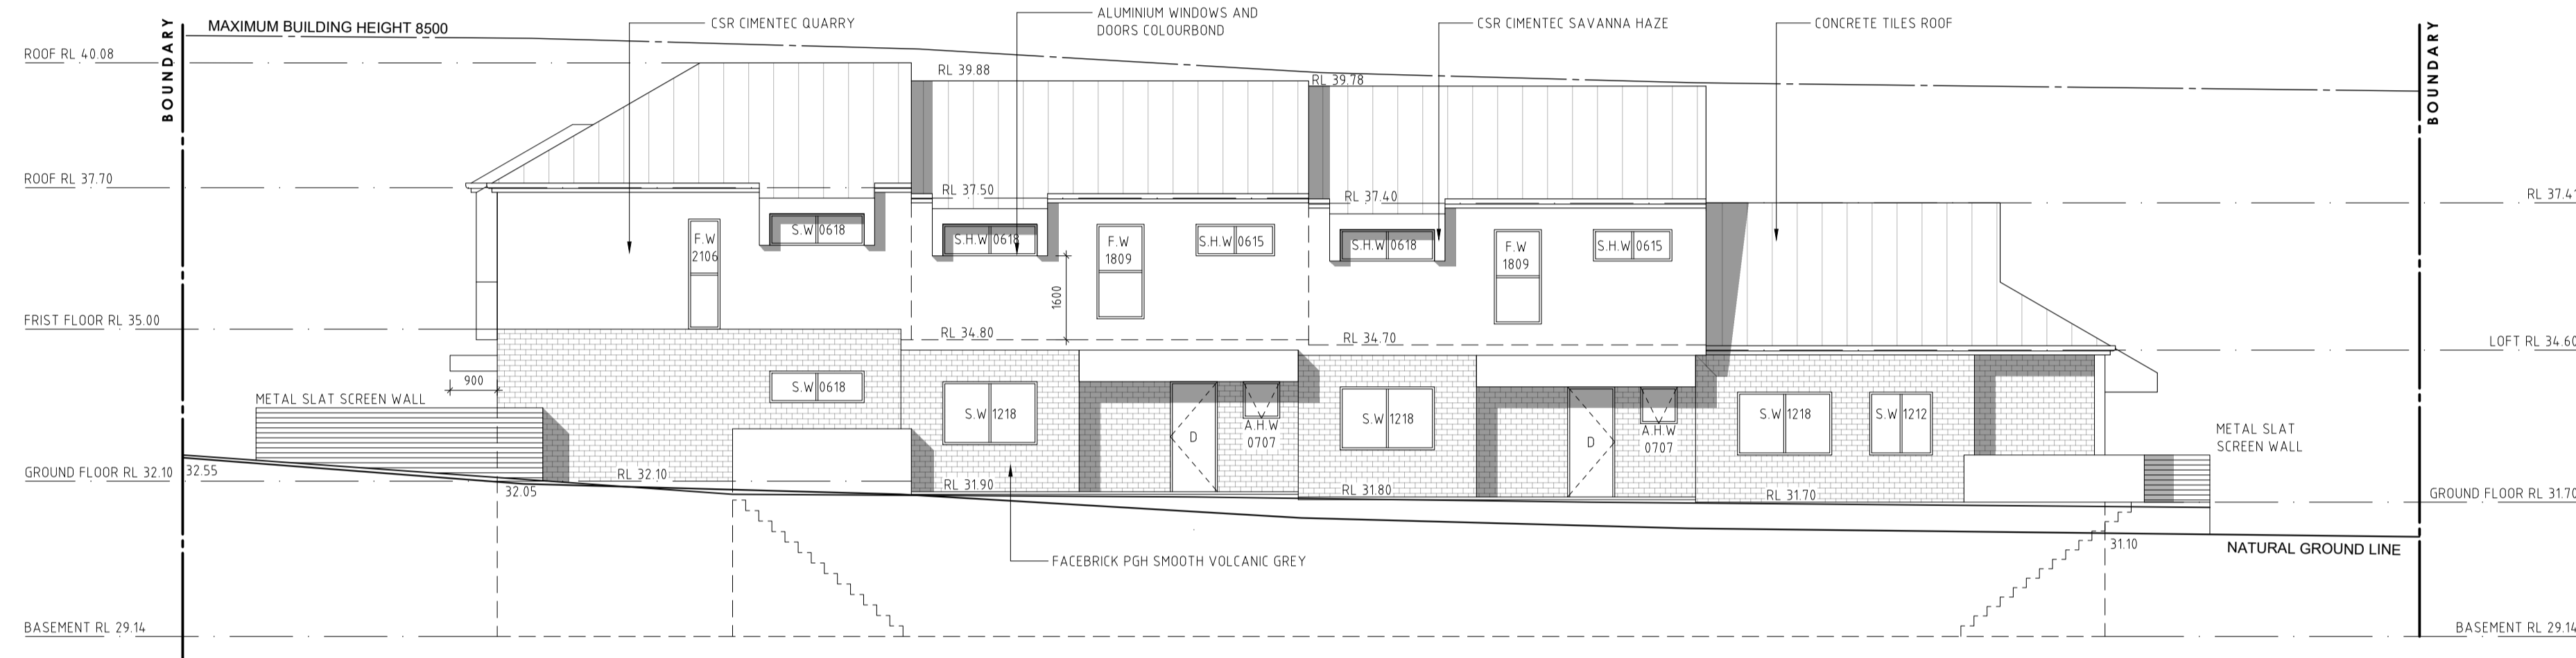 BOUNDARY
MAXIMUM BUILDING HEIGHT 8500
CSR CIMENTEC QUARRY
ALUMINIUM WINDOWS AND
DOORS COLOURBOND
CSR CIMENTEC SAVANNA HAZE
CONCRETE TILES ROOF
BOUNDARY
ROOF RL 40.08
RL 39.88
RL 39.78
ROOF RL 37.70
RL 37.50
RL 37.40
RL 37.41
S.W 0618
F.W
2106
S.H.W 0618
F.W
1809
S.H.W 0615
S.H.W 0618
F.W
1809
S.H.W 0615
1600
FRIST FLOOR RL 35.00
RL 34.80
RL 34.70
LOFT RL 34.60
900
S.W 0618
METAL SLAT SCREEN WALL
S.W 1218
D
A.H.W
0707
S.W 1218
D
A.H.W
0707
S.W 1218
S.W 1212
METAL SLAT
SCREEN WALL
GROUND FLOOR RL 32.10
32.55
RL 32.10
32.05
RL 31.90
RL 31.80
RL 31.70
GROUND FLOOR RL 31.70
31.10
NATURAL GROUND LINE
FACEBRICK PGH SMOOTH VOLCANIC GREY
BASEMENT RL 29.14
BASEMENT RL 29.14